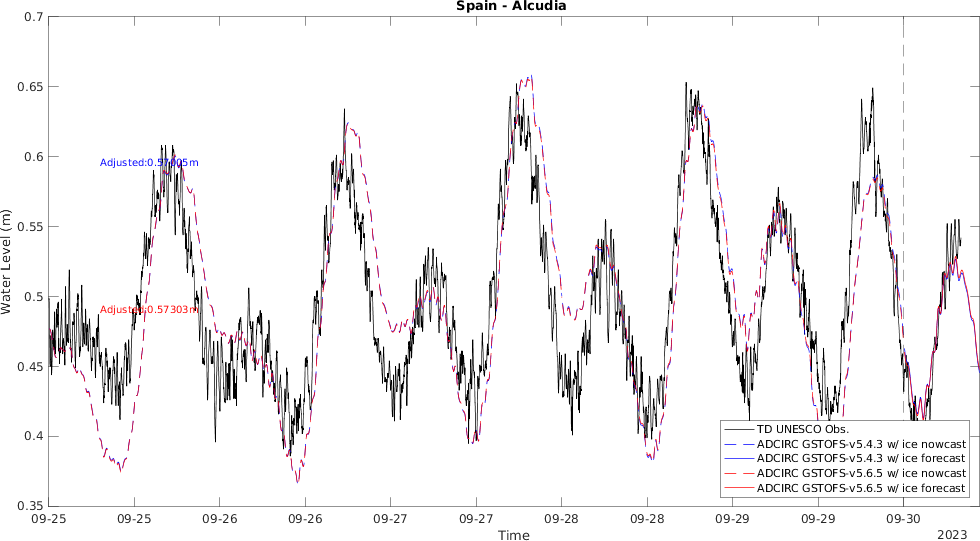 Spain - Alcudia
0.7
0.65
0.6
0.55
0.5
0.45
0.4
0.35
Water Level (m)
Adjusted:0.57005m
Adjusted:0.57303m
TD UNESCO Obs.
ADCIRC GSTOFS-v5.4.3 w/ ice nowcast
ADCIRC GSTOFS-v5.4.3 w/ ice forecast
ADCIRC GSTOFS-v5.6.5 w/ ice nowcast
ADCIRC GSTOFS-v5.6.5 w/ ice forecast
09-25 09-25 09-26 09-26 09-27 09-27 09-28 09-28 09-29 09-29 09-30
Time
2023